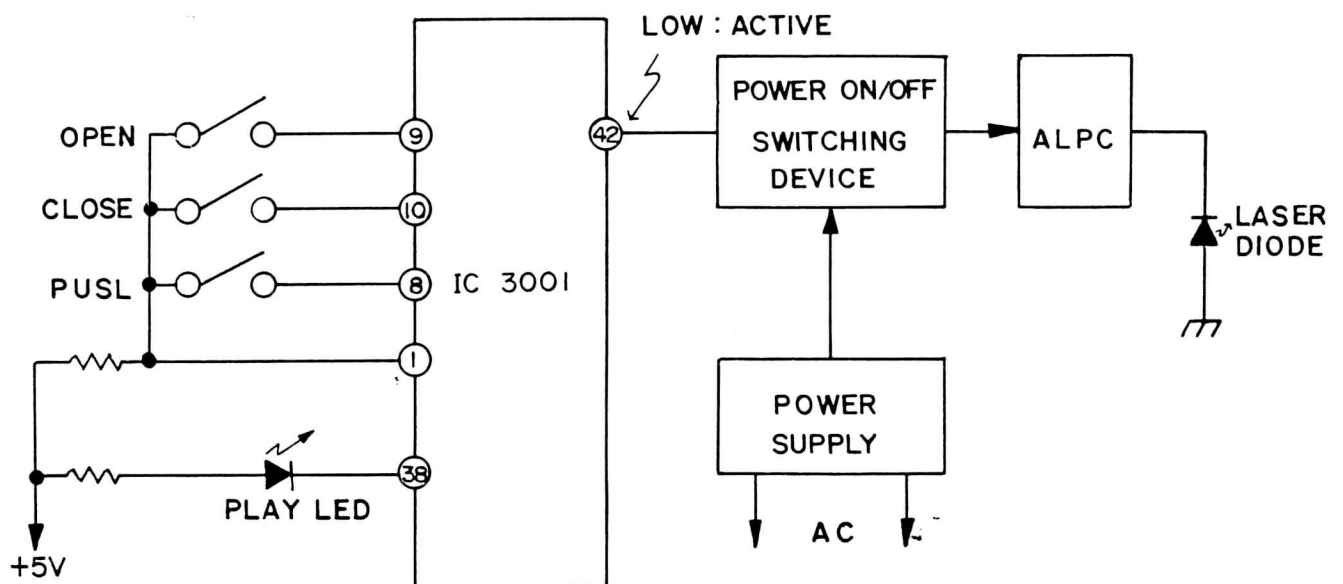 LOW : ACTIVE
OPEN
9
42
POWER ON/OFF
SWITCHING
DEVICE
ALPC
CLOSE
10
LASER
DIODE
PUSL
8
IC 3001
1
POWER
SUPPLY
38
PLAY LED
AC
+5V